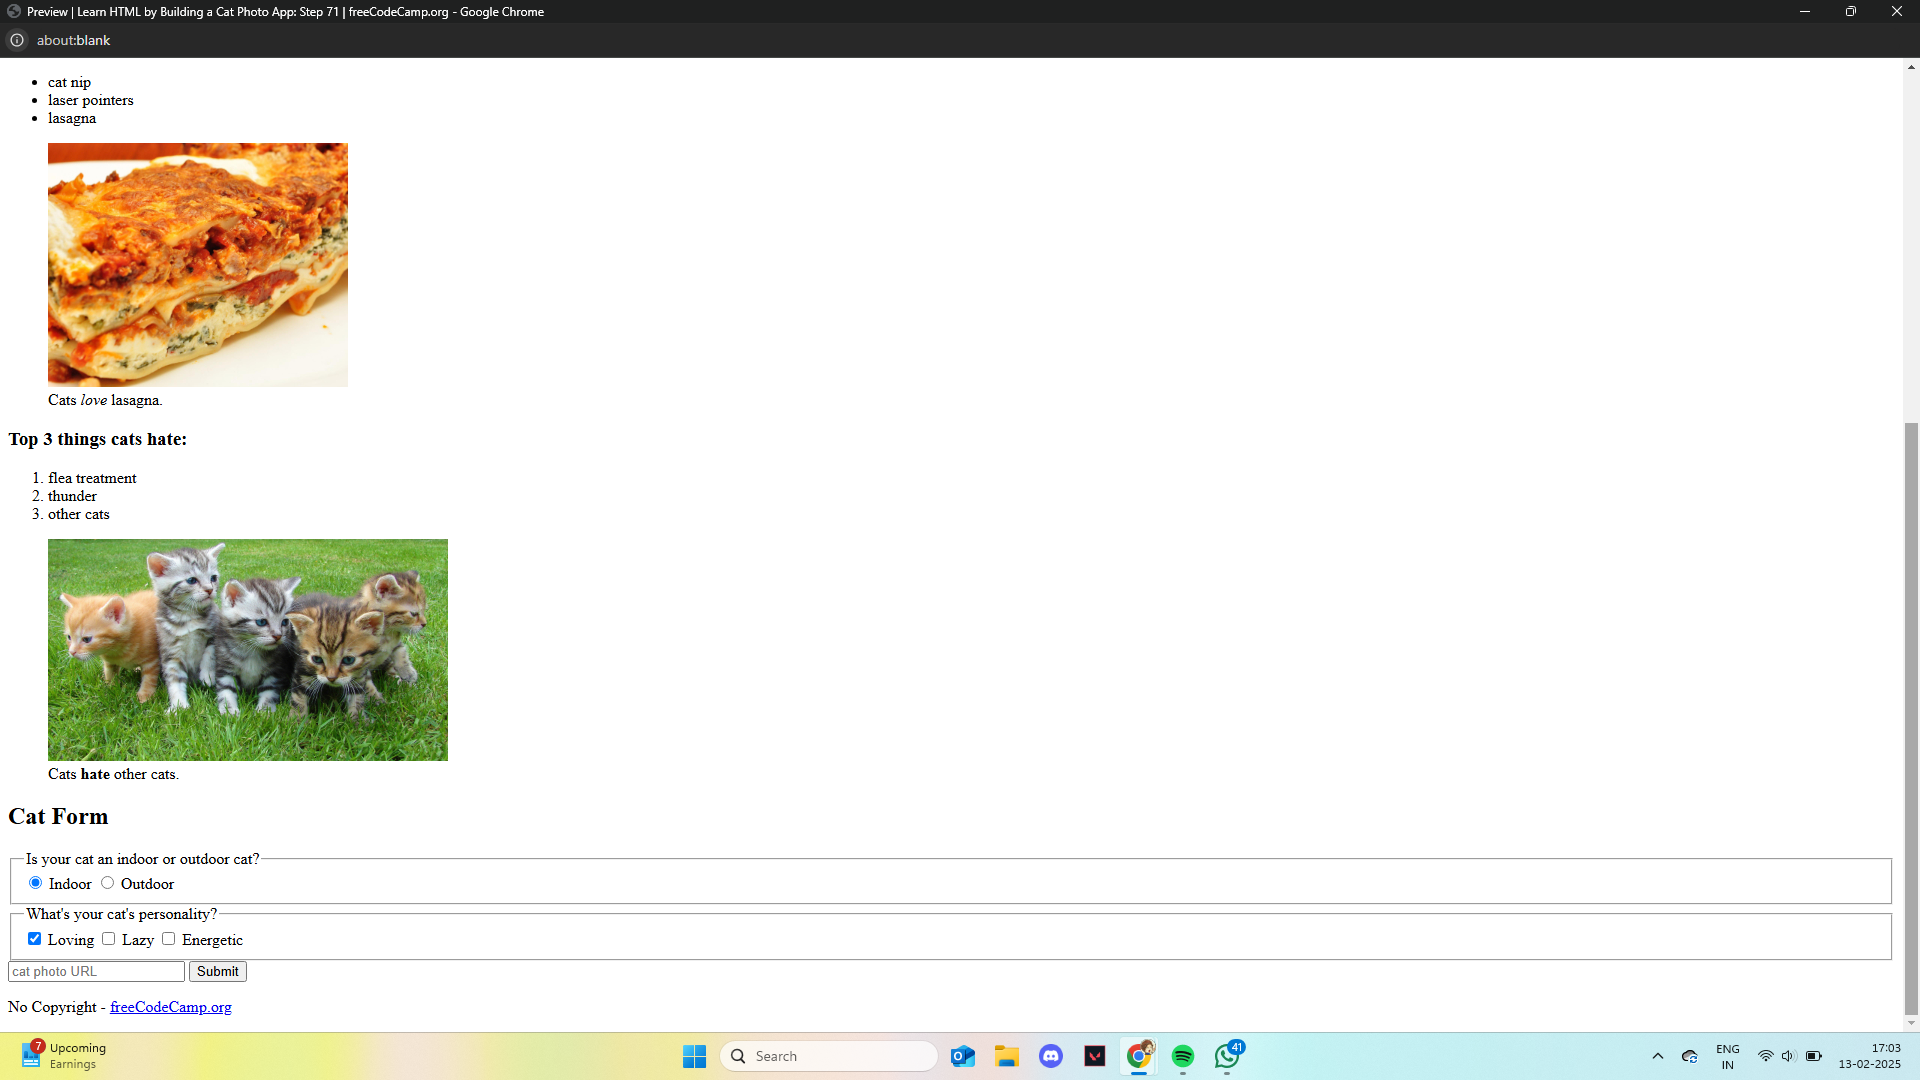 Preview | Learn HTML by Building a Cat Photo App: Step 71 | freeCodeCamp.org - Google Chrome
about:blank
cat nip
laser pointers
lasagna
Cats love lasagna.
Top 3 things cats hate:
1. flea treatment
2. thunder
3. other cats
Cats hate other cats.
Cat Form
Is your cat an indoor or outdoor cat?
Indoor Outdoor
What's your cat's personality?
Loving Lazy Energetic
cat photo URL Submit
No Copyright - freeCodeCamp.org
7 Upcoming
Earnings
Search
41
ENG
IN
17:03
13-02-2025